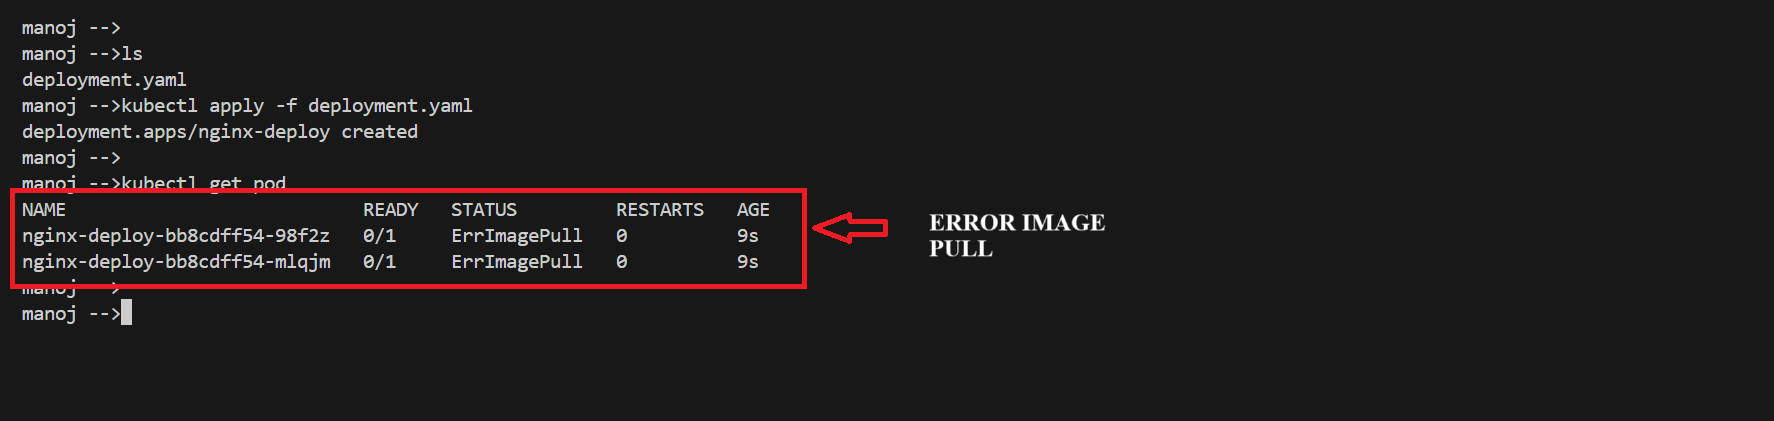 manoj -->
manoj -->ls
deployment.yaml
manoj -->kubectl apply -f deployment.yaml
deployment.apps/nginx-deploy created
manoj -->
manoj -->kubectl get pod
NAME READY STATUS RESTARTS AGE
nginx-deploy-bb8cdff54-98f2z 0/1 ErrImagePull 0 9s
nginx-deploy-bb8cdff54-mlqjm 0/1 ErrImagePull 0 9s
manoj -->
manoj -->
ERROR IMAGE
PULL